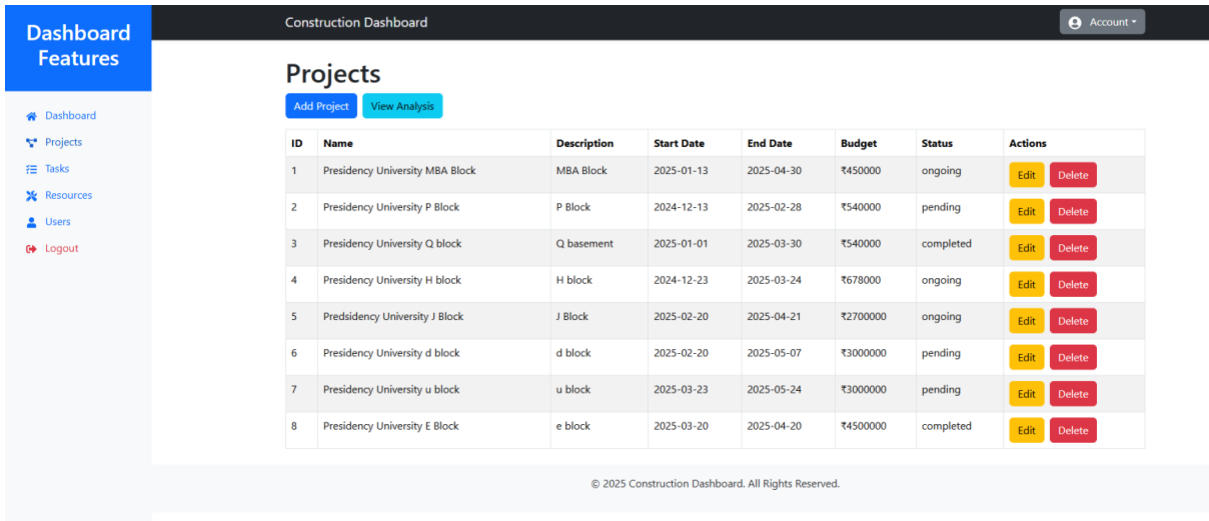 Dashboard
Features
Dashboard
Projects
Tasks
Resources
Users
Logout
Construction Dashboard
Account
Projects
Add Project View Analysis
ID Name Description Start Date End Date Budget Status Actions
1 Presidency University MBA Block MBA Block 2025-01-13 2025-04-30 ₹450000 ongoing Edit Delete
2 Presidency University P Block P Block 2024-12-13 2025-02-28 ₹540000 pending Edit Delete
3 Presidency University Q block Q basement 2025-01-01 2025-03-30 ₹540000 completed Edit Delete
4 Presidency University H block H block 2024-12-23 2025-03-24 ₹678000 ongoing Edit Delete
5 Predsidency University J Block J Block 2025-02-20 2025-04-21 ₹2700000 ongoing Edit Delete
6 Presidency University d block d block 2025-02-20 2025-05-07 ₹3000000 pending Edit Delete
7 Presidency University u block u block 2025-03-23 2025-05-24 ₹3000000 pending Edit Delete
8 Presidency University E Block e block 2025-03-20 2025-04-20 ₹4500000 completed Edit Delete
© 2025 Construction Dashboard. All Rights Reserved.